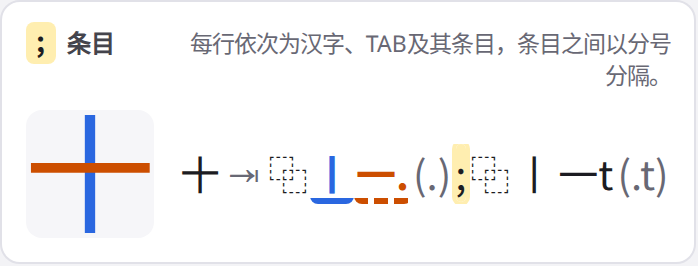 ; 条目
每行依次为汉字、TAB及其条目，条目之间以分号
分隔。
十 ⇥ ⿻丨一.(.);⿻丨一t(.t)